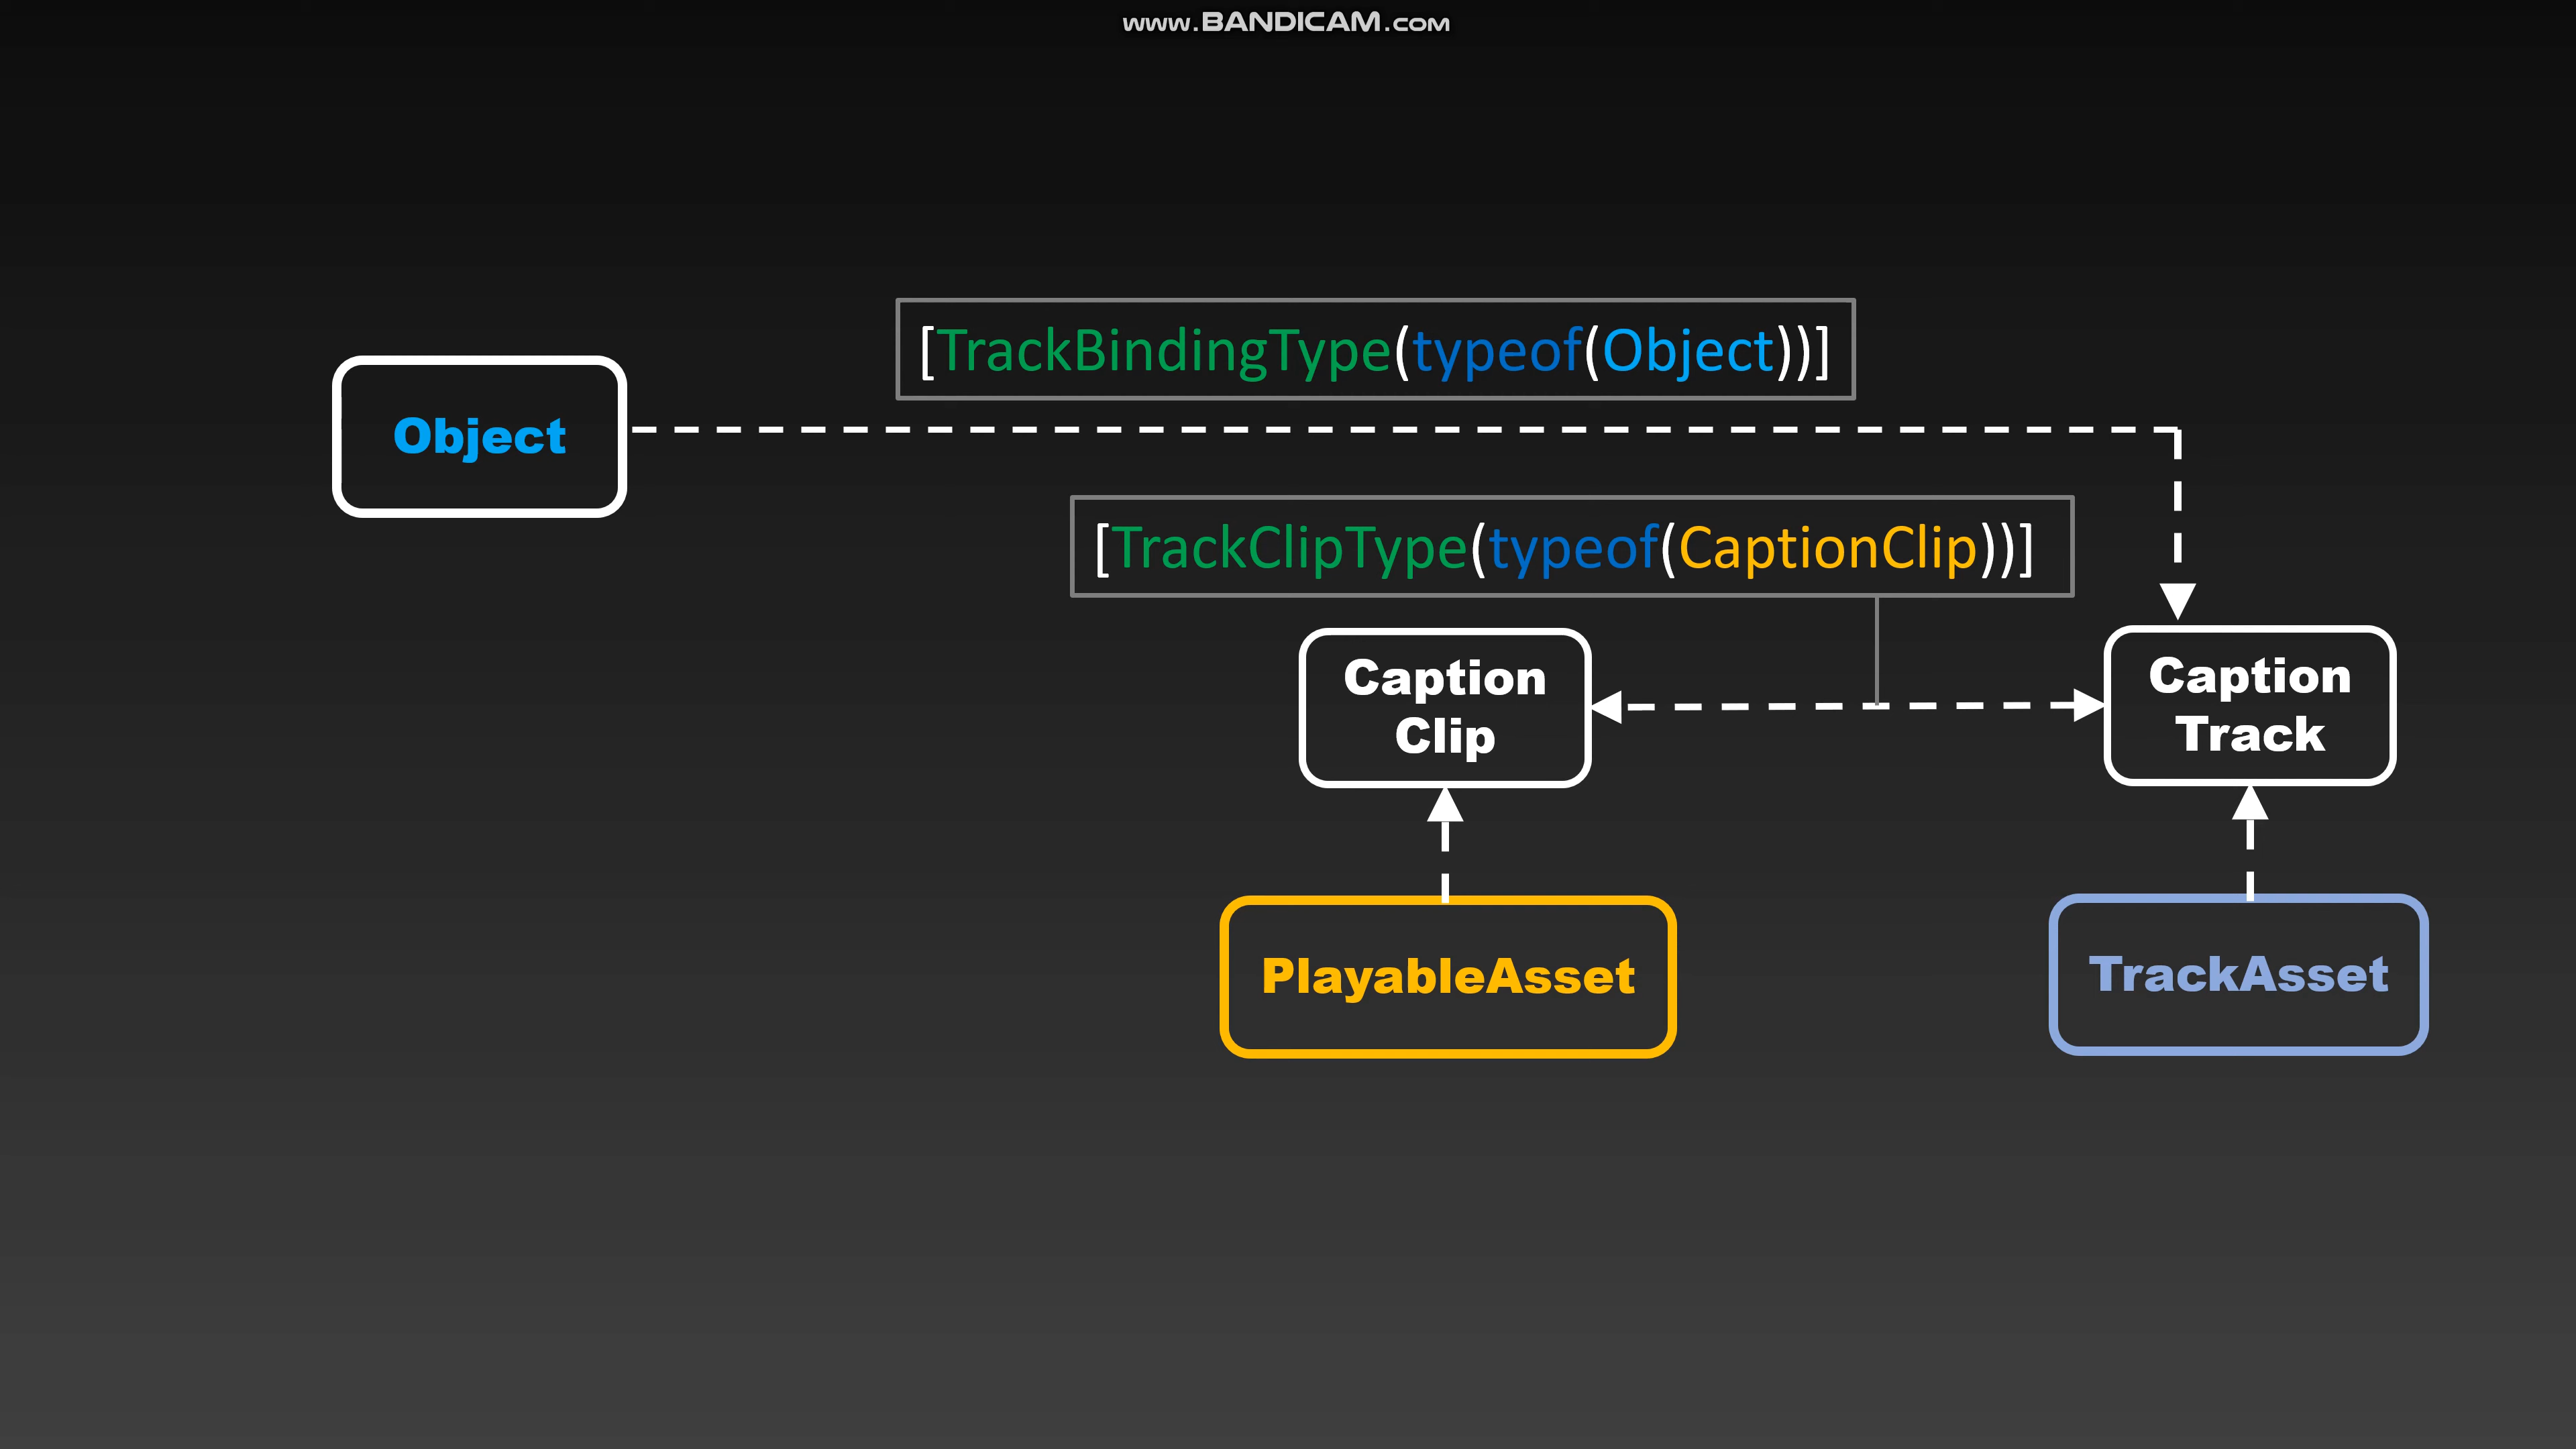 www.BANDICAM.com
[TrackBindingType(typeof(Object))]
Object
[TrackClipType(typeof(CaptionClip))]
Caption
Clip
Caption
Track
PlayableAsset
TrackAsset